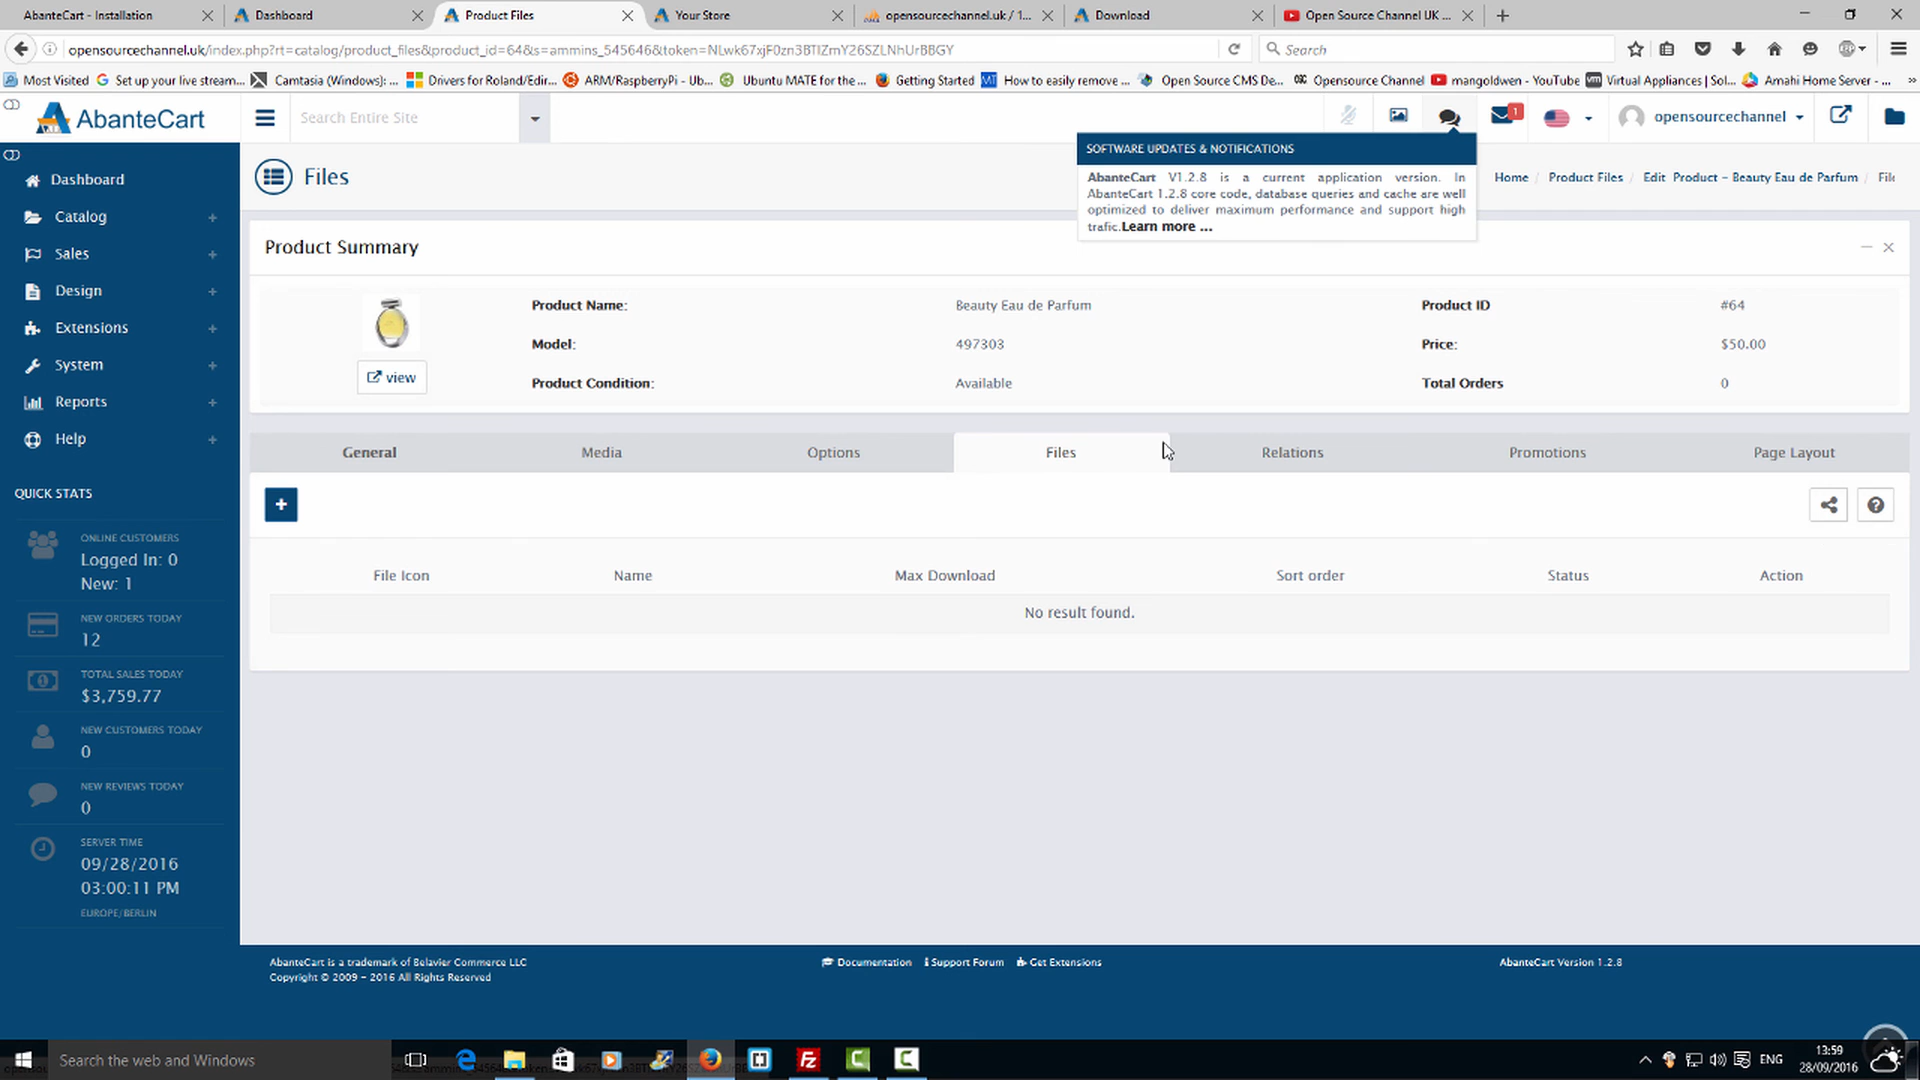 AbanteCart - Installation
Dashboard
Product Files
Your Store
opensourcechannel.uk / 1...
Download
Open Source Channel UK ...
opensourcechannel.uk/index.php?rt=catalog/product_files&product_id=64&s=ammins_545646&token=NLwk67xjF0zn3BTIZmY26SZLNhUrBBGY
Search
Most Visited
Set up your live stream...
Camtasia (Windows): ...
Drivers for Roland/Edir...
ARM/RaspberryPi - Ub...
Ubuntu MATE for the ...
Getting Started
How to easily remove ...
Open Source CMS De...
Opensource Channel
mangoldwen - YouTube
Virtual Appliances | Sol...
Amahi Home Server - ...
AbanteCart
Search Entire Site
1
opensourcechannel
SOFTWARE UPDATES & NOTIFICATIONS
AbanteCart V1.2.8 is a current application version. In
AbanteCart 1.2.8 core code, database queries and cache are well
optimized to deliver maximum performance and support high
trafic.Learn more ...
Files
Home / Product Files / Edit Product - Beauty Eau de Parfum / File
Dashboard
Catalog
Sales
Design
Extensions
System
Reports
Help
Product Summary
view
Product Name: Beauty Eau de Parfum Product ID #64
Model: 497303 Price: $50.00
Product Condition: Available Total Orders 0
General Media Options Files Relations Promotions Page Layout
File Icon Name Max Download Sort order Status Action
No result found.
QUICK STATS
ONLINE CUSTOMERS
Logged In: 0
New: 1
NEW ORDERS TODAY
12
TOTAL SALES TODAY
$3,759.77
NEW CUSTOMERS TODAY
0
NEW REVIEWS TODAY
0
SERVER TIME
09/28/2016
03:00:11 PM
EUROPE/BERLIN
AbanteCart is a trademark of Belavier Commerce LLC
Copyright © 2009 - 2016 All Rights Reserved
Documentation Support Forum Get Extensions
AbanteCart Version 1.2.8
Search the web and Windows
ENG
13:59
28/09/2016